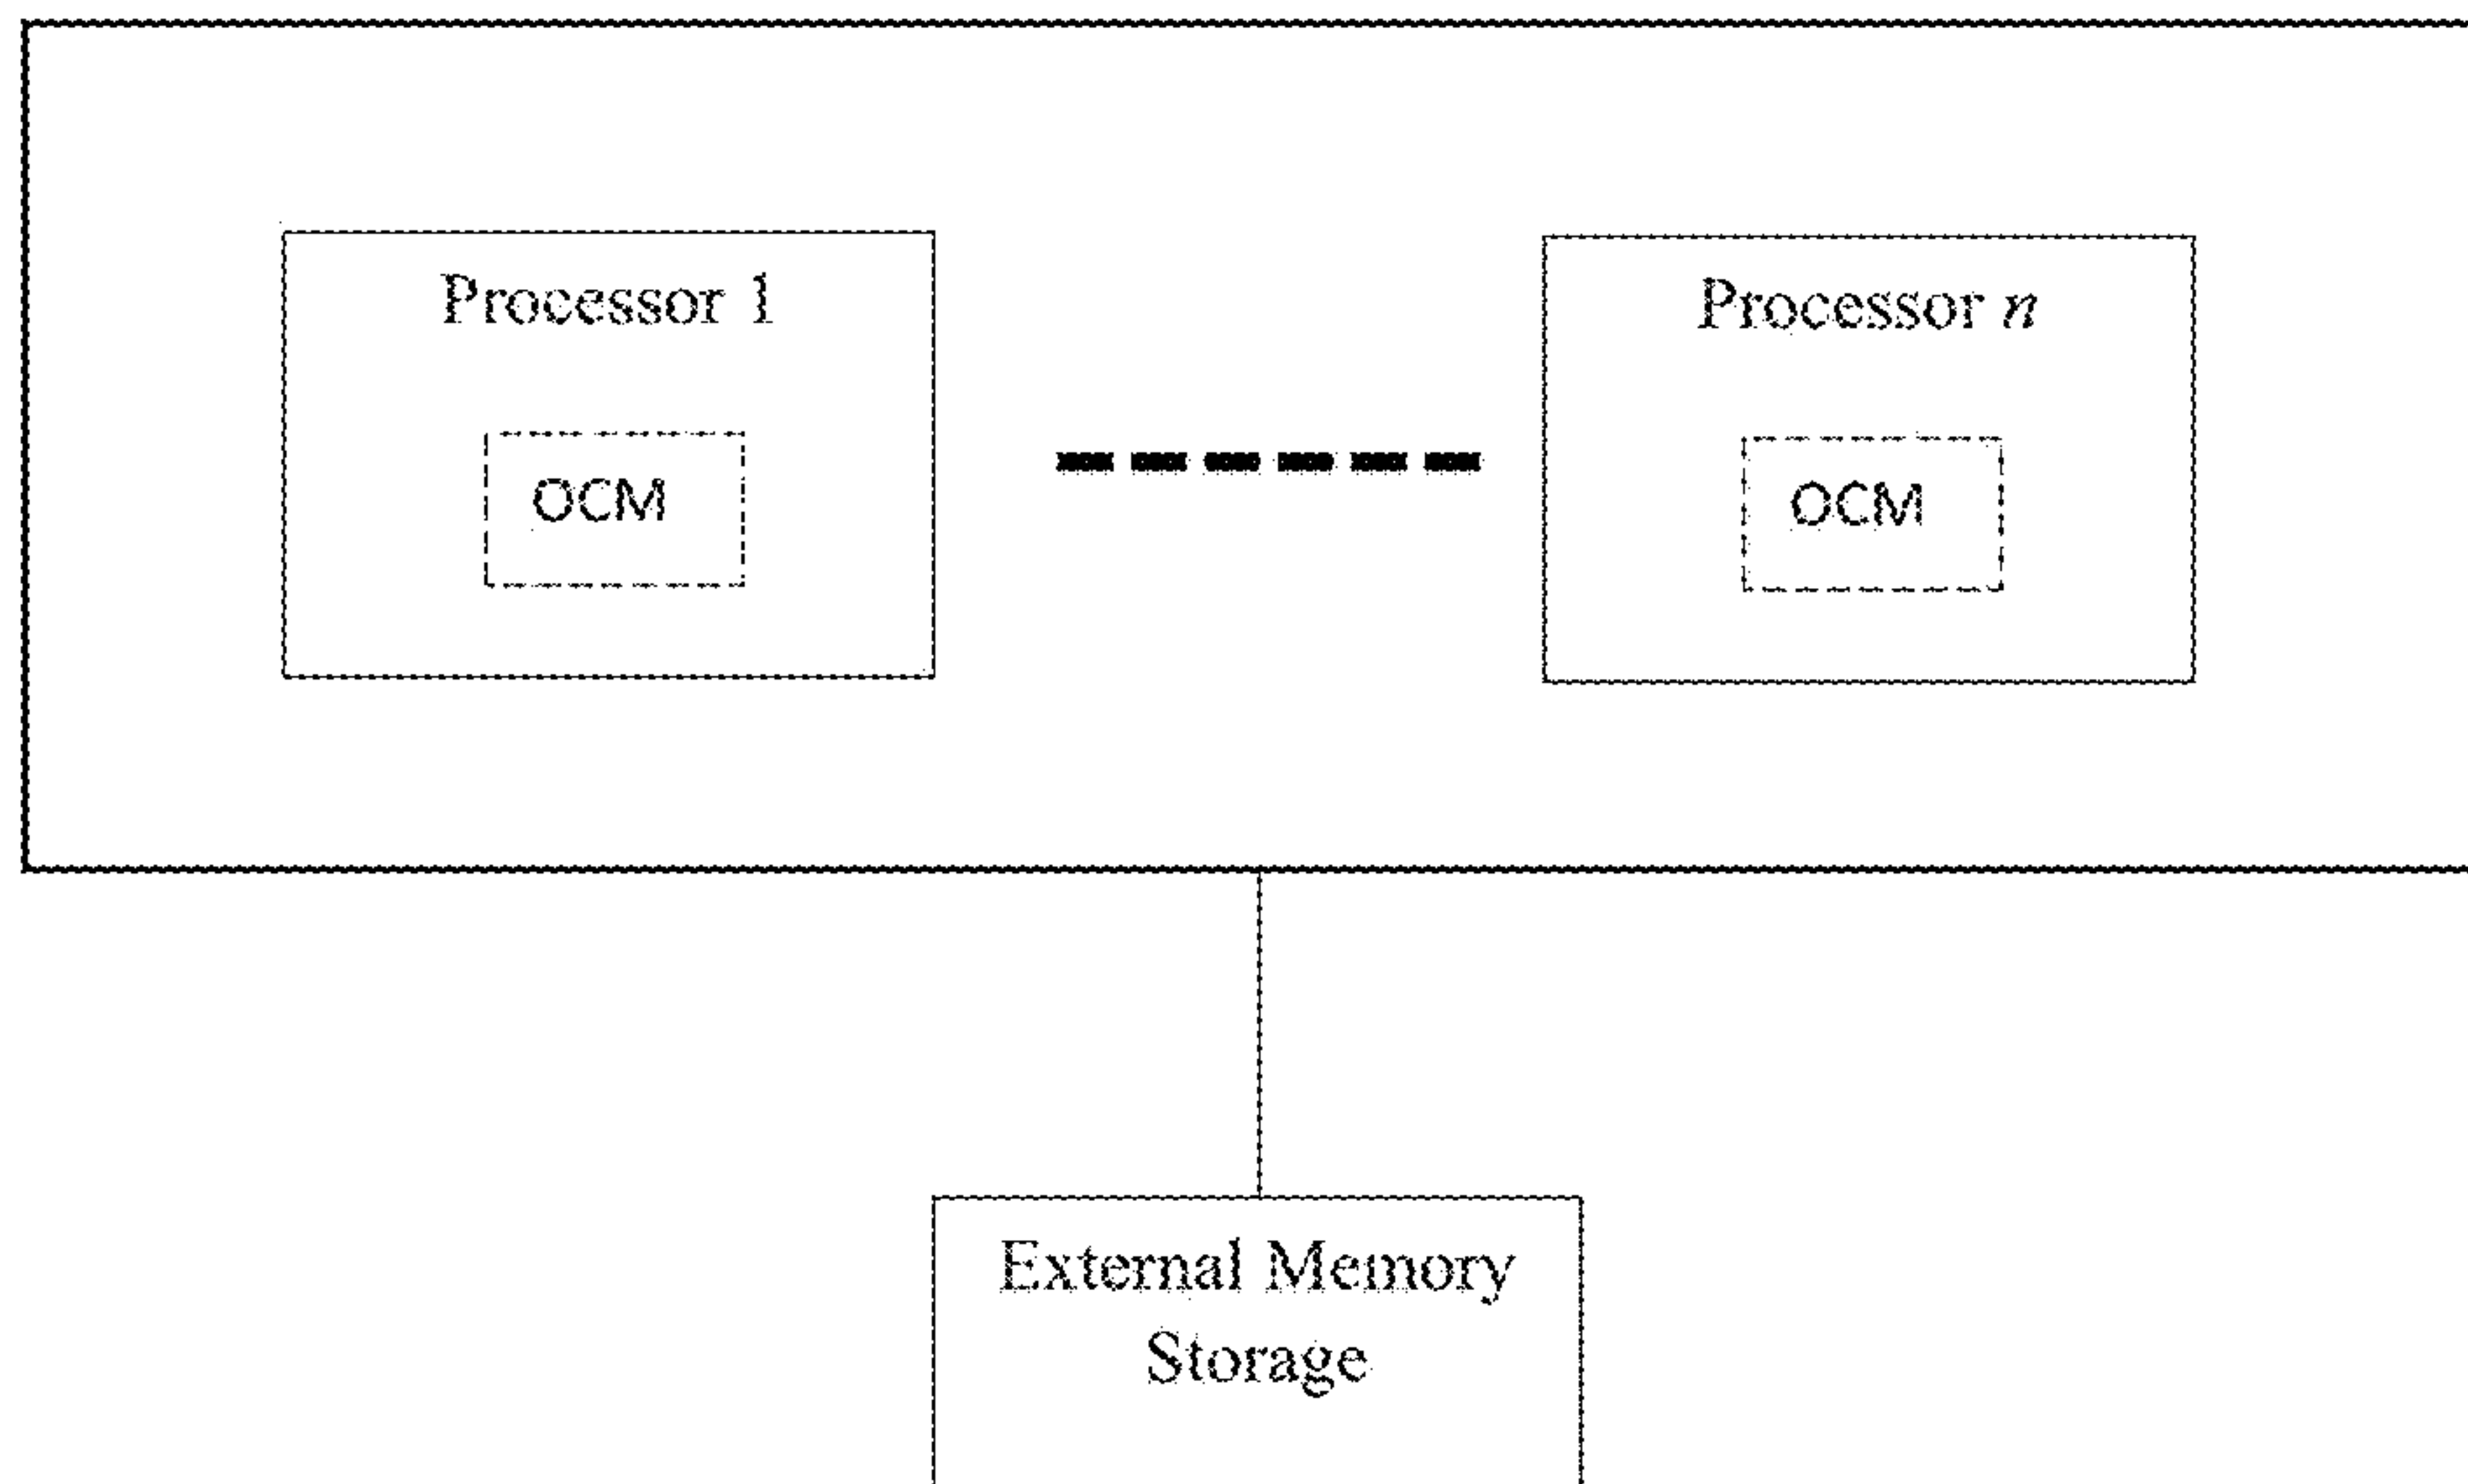 Processor 1
Processor n
OCM
OCM
External Memory
Storage